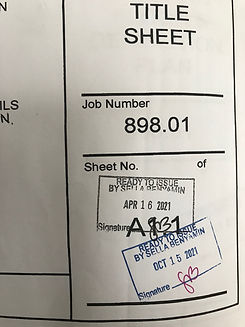 N
TITLE
SHEET
ILS
N.
Job Number
898.01
Sheet No. of
READY TO ISSUE
BY SELLA BENYAMIN
APR 16 2021
Signature
READY TO ISSUE
BY SELLA BENYAMIN
OCT 15 2021
Signature